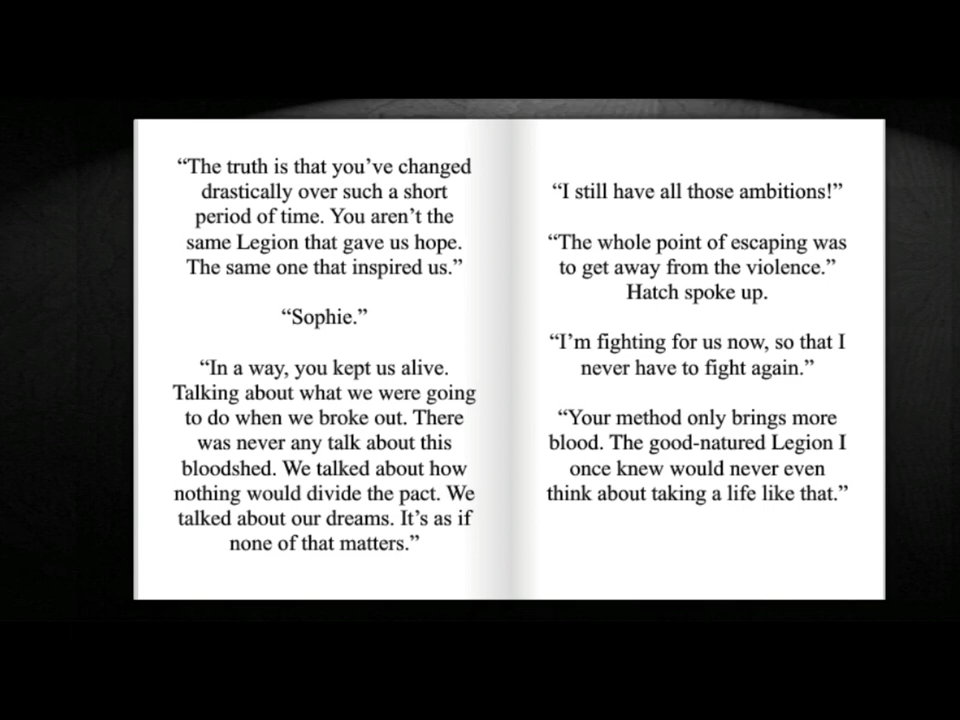 “The truth is that you’ve changed
drastically over such a short
period of time. You aren’t the
same Legion that gave us hope.
The same one that inspired us.”
“Sophie.”
“In a way, you kept us alive.
Talking about what we were going
to do when we broke out. There
was never any talk about this
bloodshed. We talked about how
nothing would divide the pact. We
talked about our dreams. It’s as if
none of that matters.”
“I still have all those ambitions!”
“The whole point of escaping was
to get away from the violence.”
Hatch spoke up.
“I’m fighting for us now, so that I
never have to fight again.”
“Your method only brings more
blood. The good-natured Legion I
once knew would never even
think about taking a life like that.”